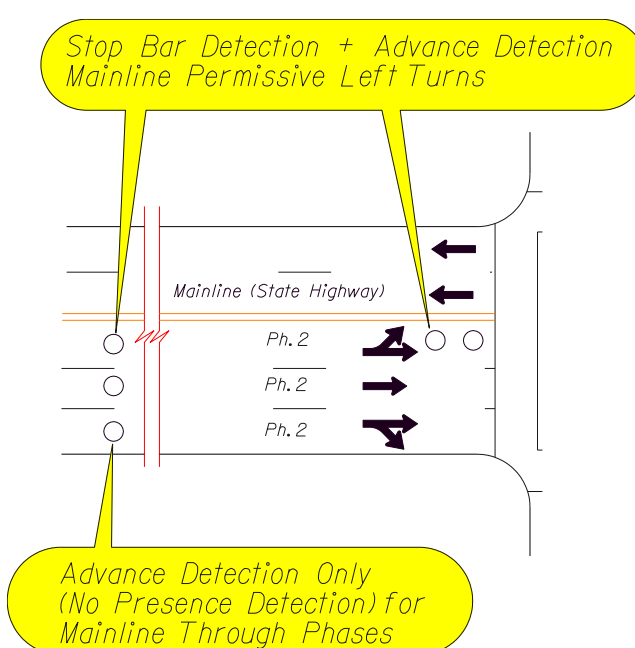 Stop Bar Detection + Advance Detection
Mainline Permissive Left Turns
Mainline (State Highway)
Ph.2
Ph.2
Ph.2
Advance Detection Only
(No Presence Detection) for
Mainline Through Phases